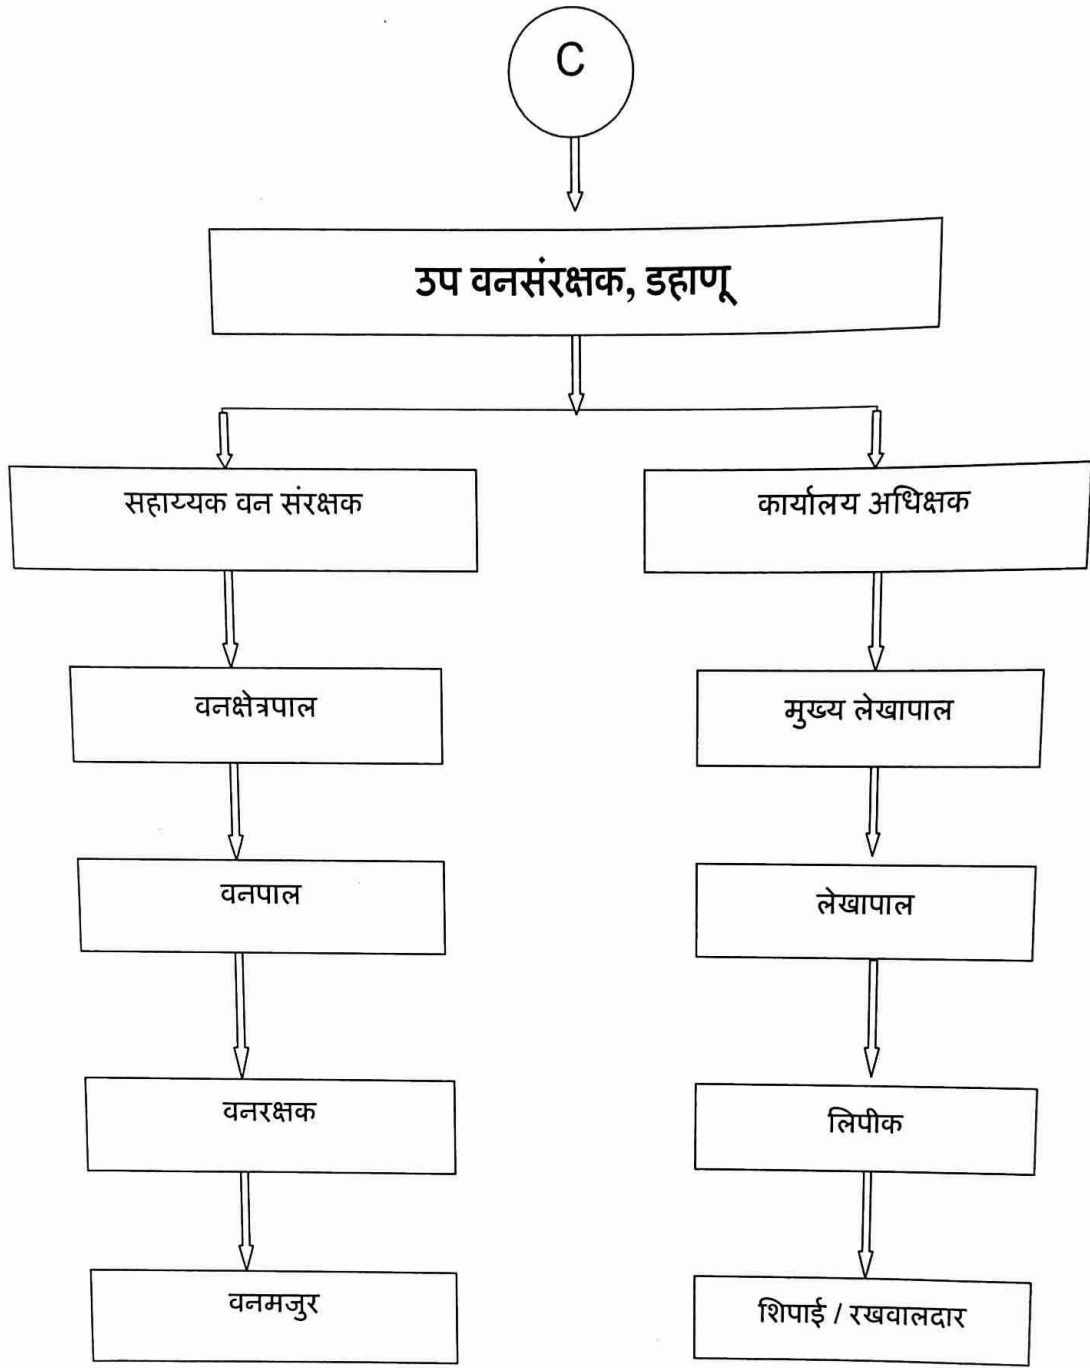 C
उप वनसंरक्षक, डहाणू
सहाय्यक वन संरक्षक
कार्यालय अधिक्षक
वनक्षेत्रपाल
मुख्य लेखापाल
वनपाल
लेखापाल
वनरक्षक
लिपीक
वनमजुर
शिपाई / रखवालदार